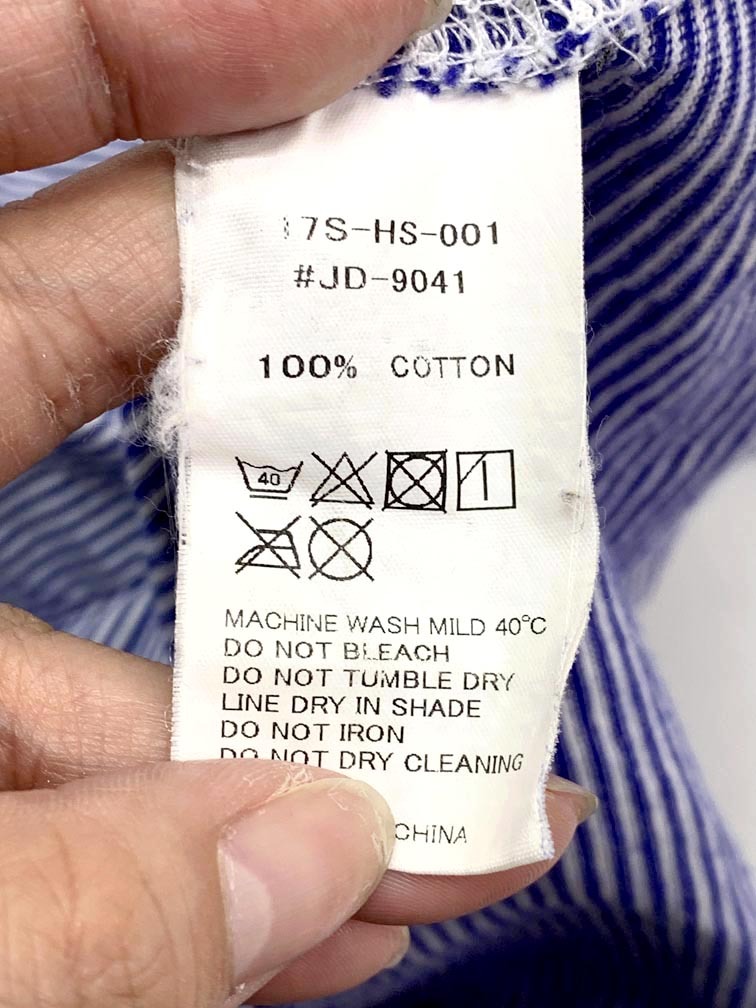 17S-HS-001
#JD-9041
100% COTTON
40
MACHINE WASH MILD 40°C
DO NOT BLEACH
DO NOT TUMBLE DRY
LINE DRY IN SHADE
DO NOT IRON
DO NOT DRY CLEANING
CHINA